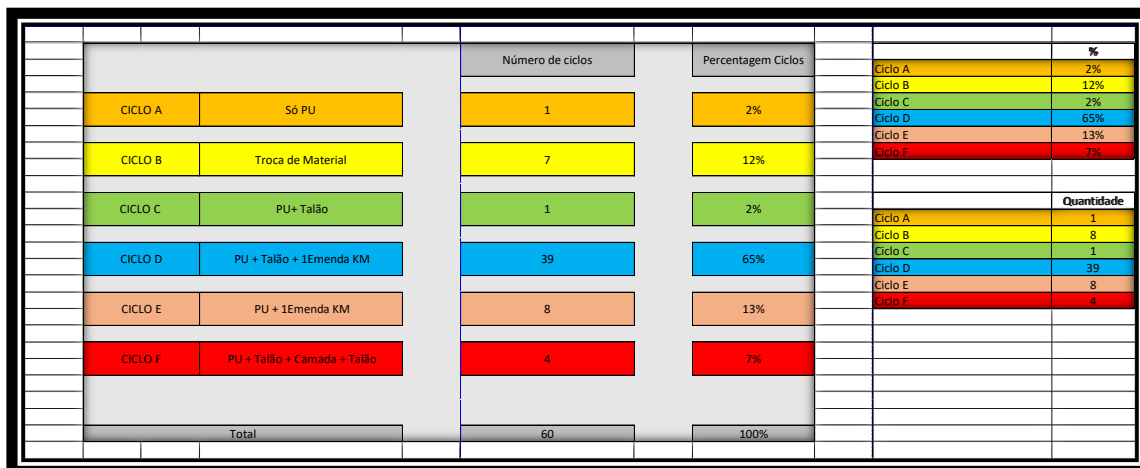 Número de ciclos Percentagem Ciclos
CICLO A Só PU 1 2%
CICLO B Troca de Material 7 12%
CICLO C PU+ Talão 1 2%
CICLO D PU + Talão + 1Emenda KM 39 65%
CICLO E PU + 1Emenda KM 8 13%
CICLO F PU + Talão + Camada + Talão 4 7%
Total 60 100%
%
Ciclo A 2%
Ciclo B 12%
Ciclo C 2%
Ciclo D 65%
Ciclo E 13%
Ciclo F 7%
Quantidade
Ciclo A 1
Ciclo B 8
Ciclo C 1
Ciclo D 39
Ciclo E 8
Ciclo F 4